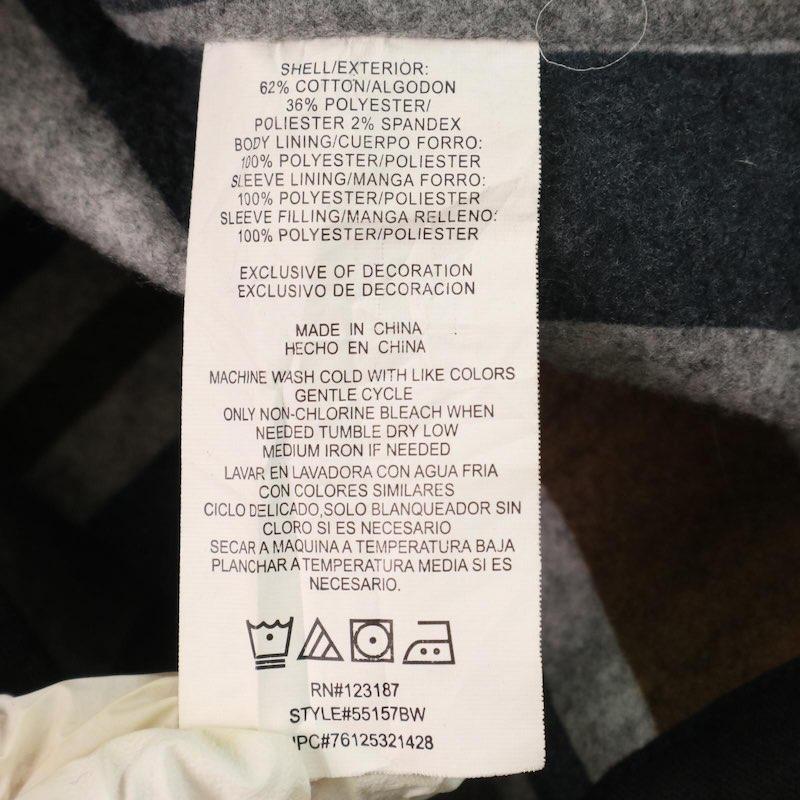 SHELL/EXTERIOR:
62% COTTON/ALGODON
36% POLYESTER/
POLIESTER 2% SPANDEX
BODY LINING/CUERPO FORRO:
100% POLYESTER/POLIESTER
SLEEVE LINING/MANGA FORRO:
100% POLYESTER/POLIESTER
SLEEVE FILLING/MANGA RELLENO:
100% POLYESTER/POLIESTER
EXCLUSIVE OF DECORATION
EXCLUSIVO DE DECORACION
MADE IN CHINA
HECHO EN CHINA
MACHINE WASH COLD WITH LIKE COLORS
GENTLE CYCLE
ONLY NON-CHLORINE BLEACH WHEN
NEEDED TUMBLE DRY LOW
MEDIUM IRON IF NEEDED
LAVAR EN LAVADORA CON AGUA FRIA
CON COLORES SIMILARES
CICLO DELICADO,SOLO BLANQUEADOR SIN
CLORO SI ES NECESARIO
SECAR A MAQUINA A TEMPERATURA BAJA
PLANCHAR A TEMPERATURA MEDIA SI ES
NECESARIO.
RN#123187
STYLE#55157BW
PC#76125321428